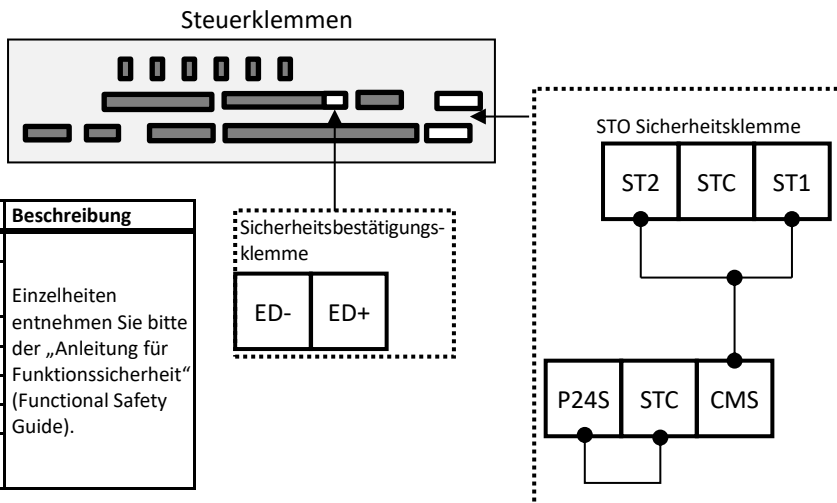 Steuerklemmen
STO Sicherheitsklemme
ST2 STC ST1
Beschreibung
Einzelheiten
entnehmen Sie bitte
der „Anleitung für
Funktionssicherheit“
(Functional Safety
Guide).
Sicherheitsbestätigungs-
klemme
ED- ED+
P24S STC CMS